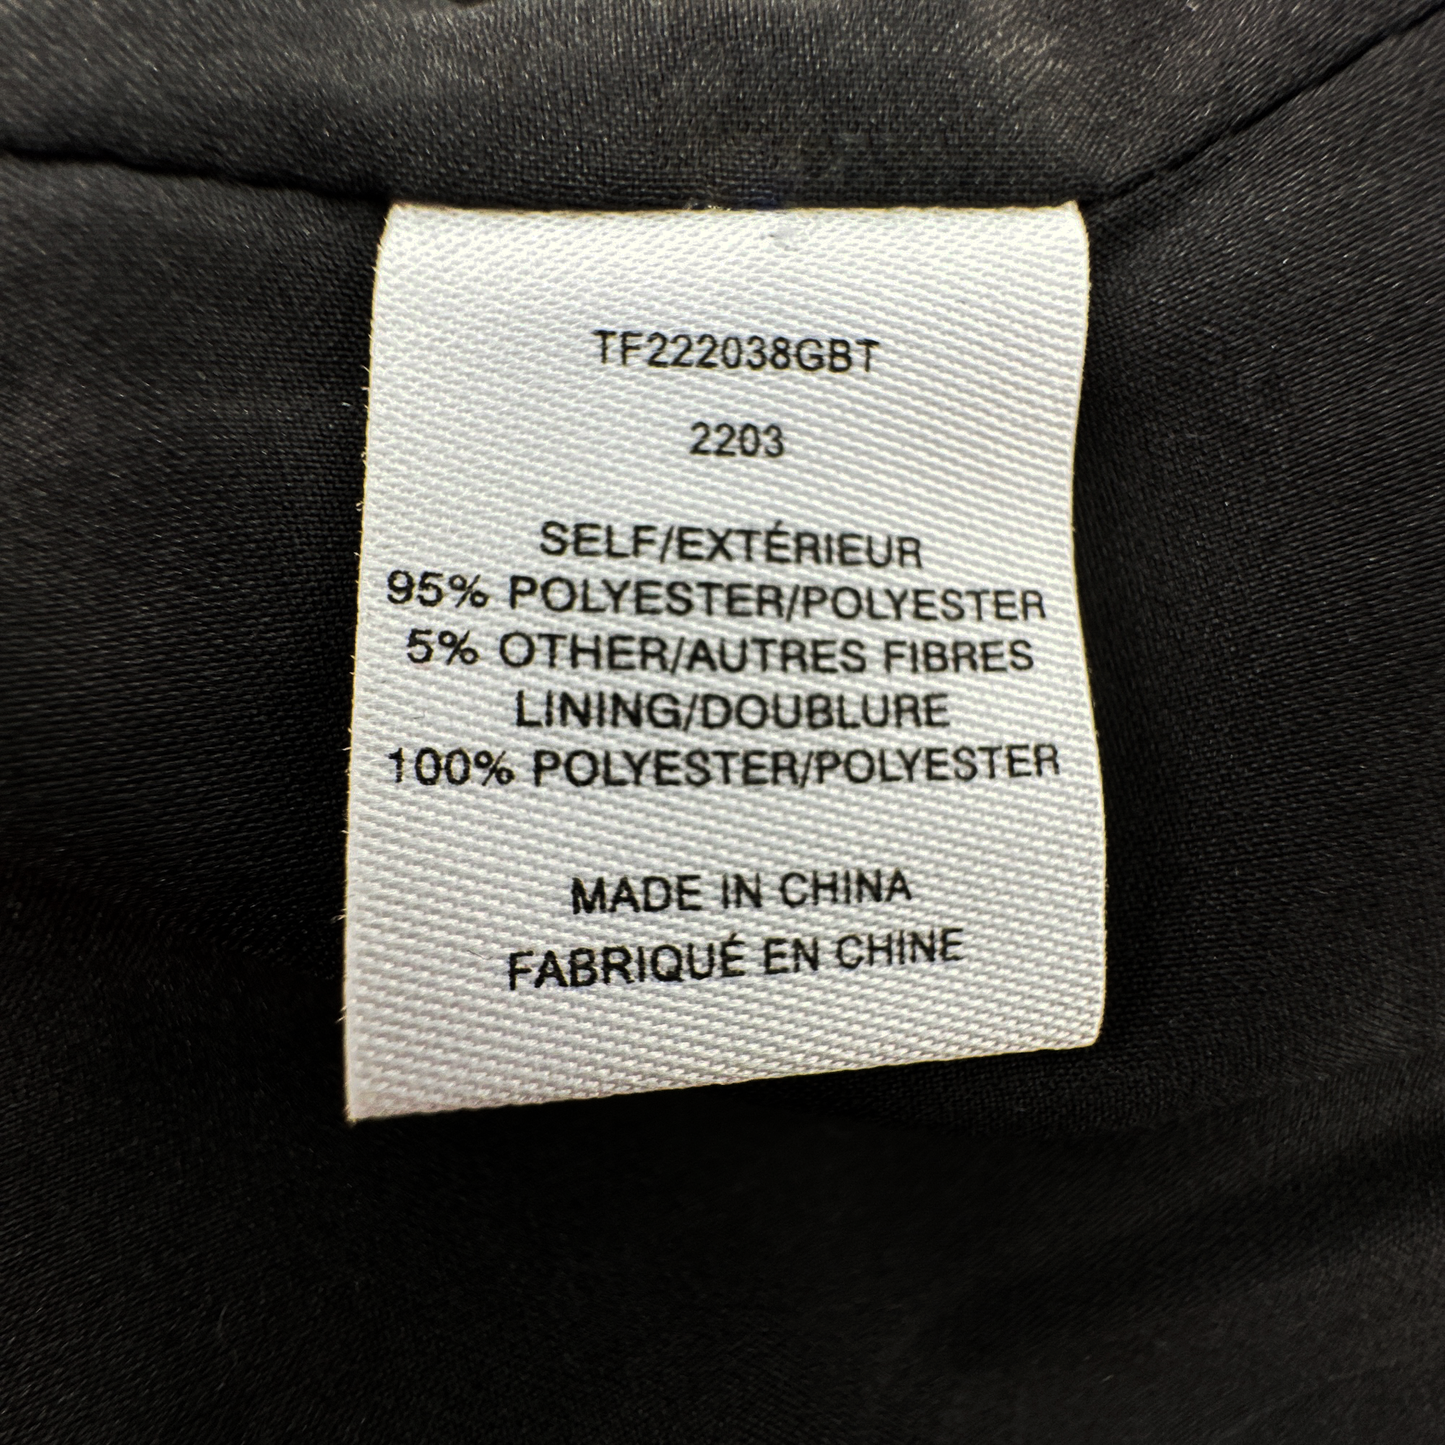 TF222038GBT
2203
SELF/EXTÉRIEUR
95% POLYESTER/POLYESTER
5% OTHER/AUTRES FIBRES
LINING/DOUBLURE
100% POLYESTER/POLYESTER
MADE IN CHINA
FABRIQUÉ EN CHINE